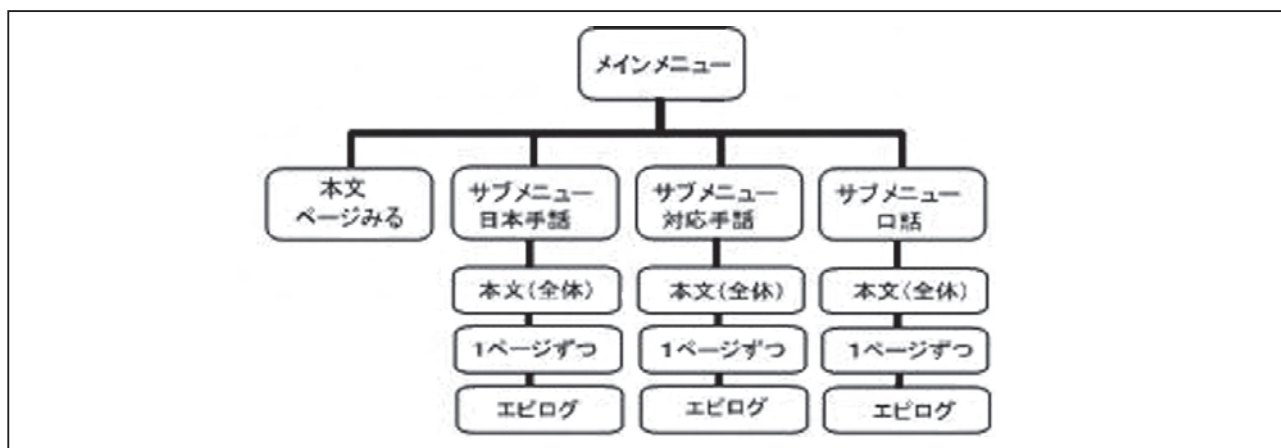 メインメニュー
本文
ページみる
サブメニュー
日本手話
サブメニュー
対応手話
サブメニュー
口話
本文(全体)
本文(全休)
本文(全休)
1ページずつ
1ページずつ
1ページずつ
エピログ
エピログ
エピログ